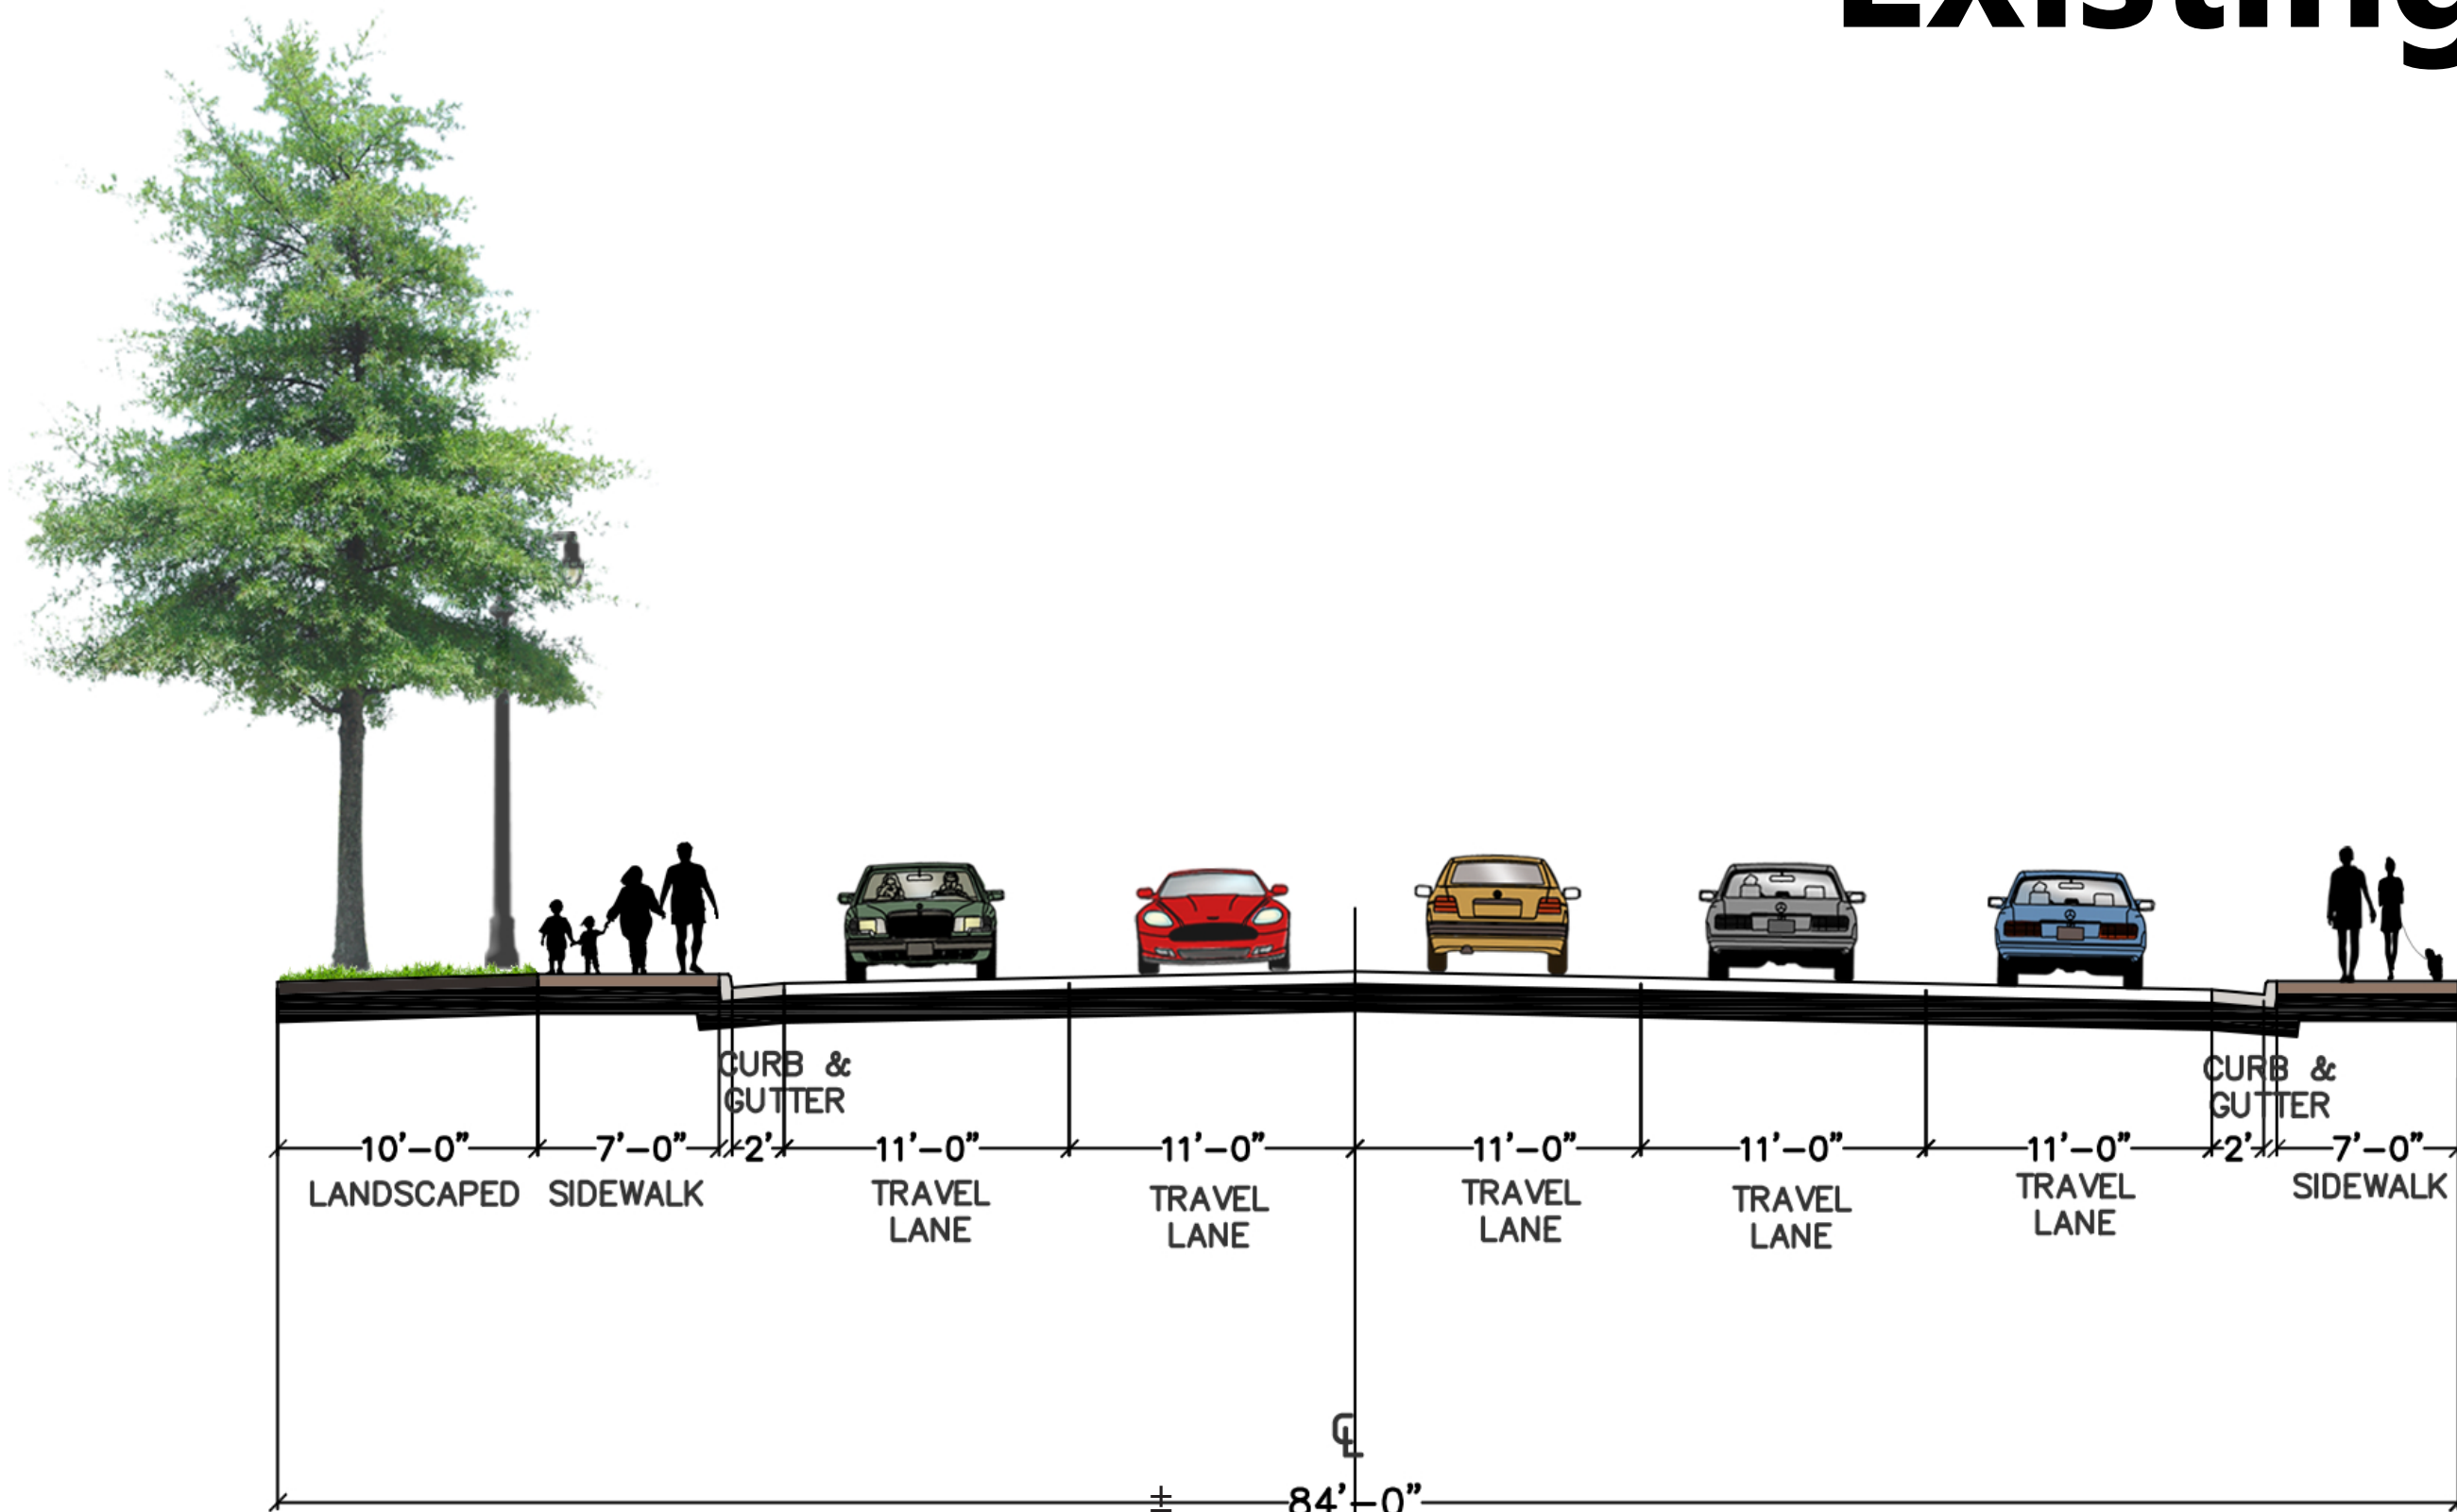 Existing
CURB &
GUTTER
CURB &
GUTTER
10'-0"
7'-0"
2'
11'-0"
11'-0"
11'-0"
11'-0"
11'-0"
2'
7'-0"
LANDSCAPED
SIDEWALK
TRAVEL
LANE
TRAVEL
LANE
TRAVEL
LANE
TRAVEL
LANE
TRAVEL
LANE
SIDEWALK
℄
± 84'-0"